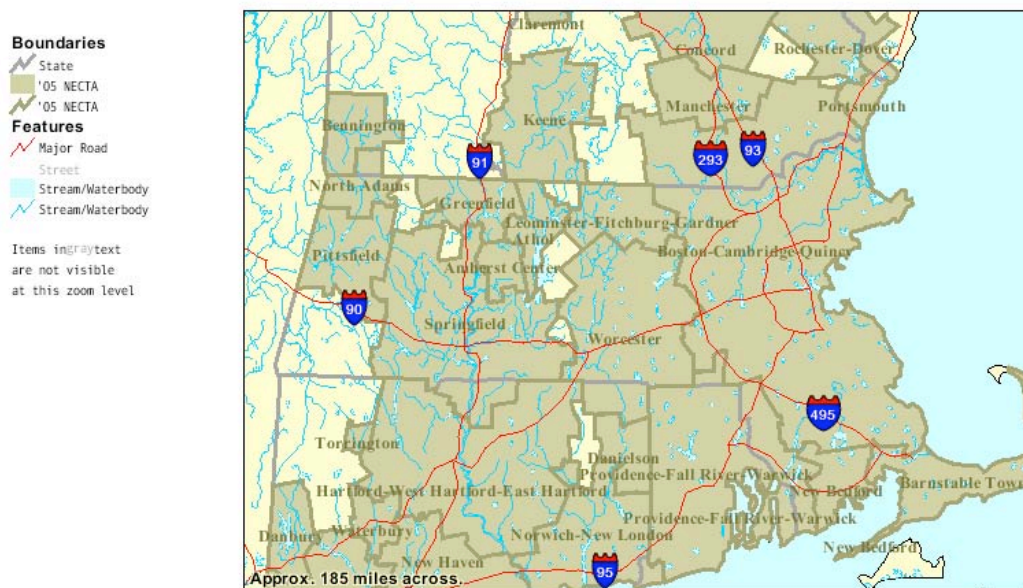 Boundaries
State
'05 NECTA
'05 NECTA
Features
Major Road
Street
Stream/Waterbody
Stream/Waterbody
Items in gray text
are not visible
at this zoom level
Claremont
Concord
Rochester-Dover
Manchester
Portsmouth
Bennington
Keene
91
293
93
North Adams
Greenfield
Leominster-Fitchburg-Gardner
Athol
Boston-Cambridge-Quincy
Pittsfield
Amherst Center
90
Springfield
Worcester
495
Torrington
Danielson
Providence-Fall River-Warwick
Hartford-West Hartford-East Hartford
New Bedford
Barnstable Town
Providence-Fall River-Warwick
Danbury
Waterbury
Norwich-New London
New Bedford
New Haven
95
Approx. 185 miles across.